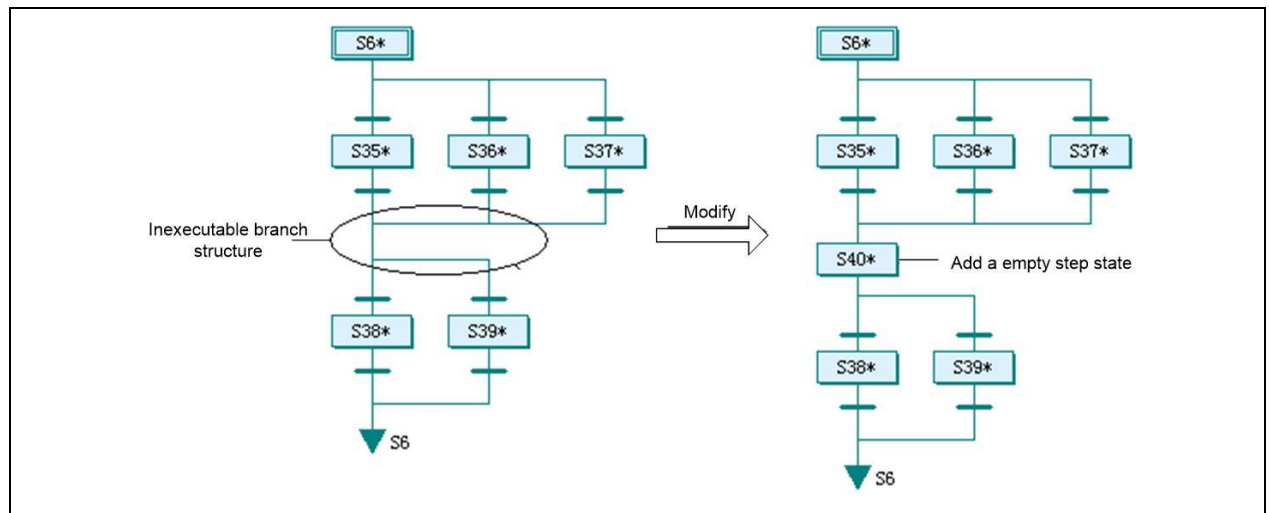 S6*
S35*
S36*
S37*
Inexecutable branch
structure
S38*
S39*
S6
Modify
S6*
S35*
S36*
S37*
S40*
Add a empty step state
S38*
S39*
S6